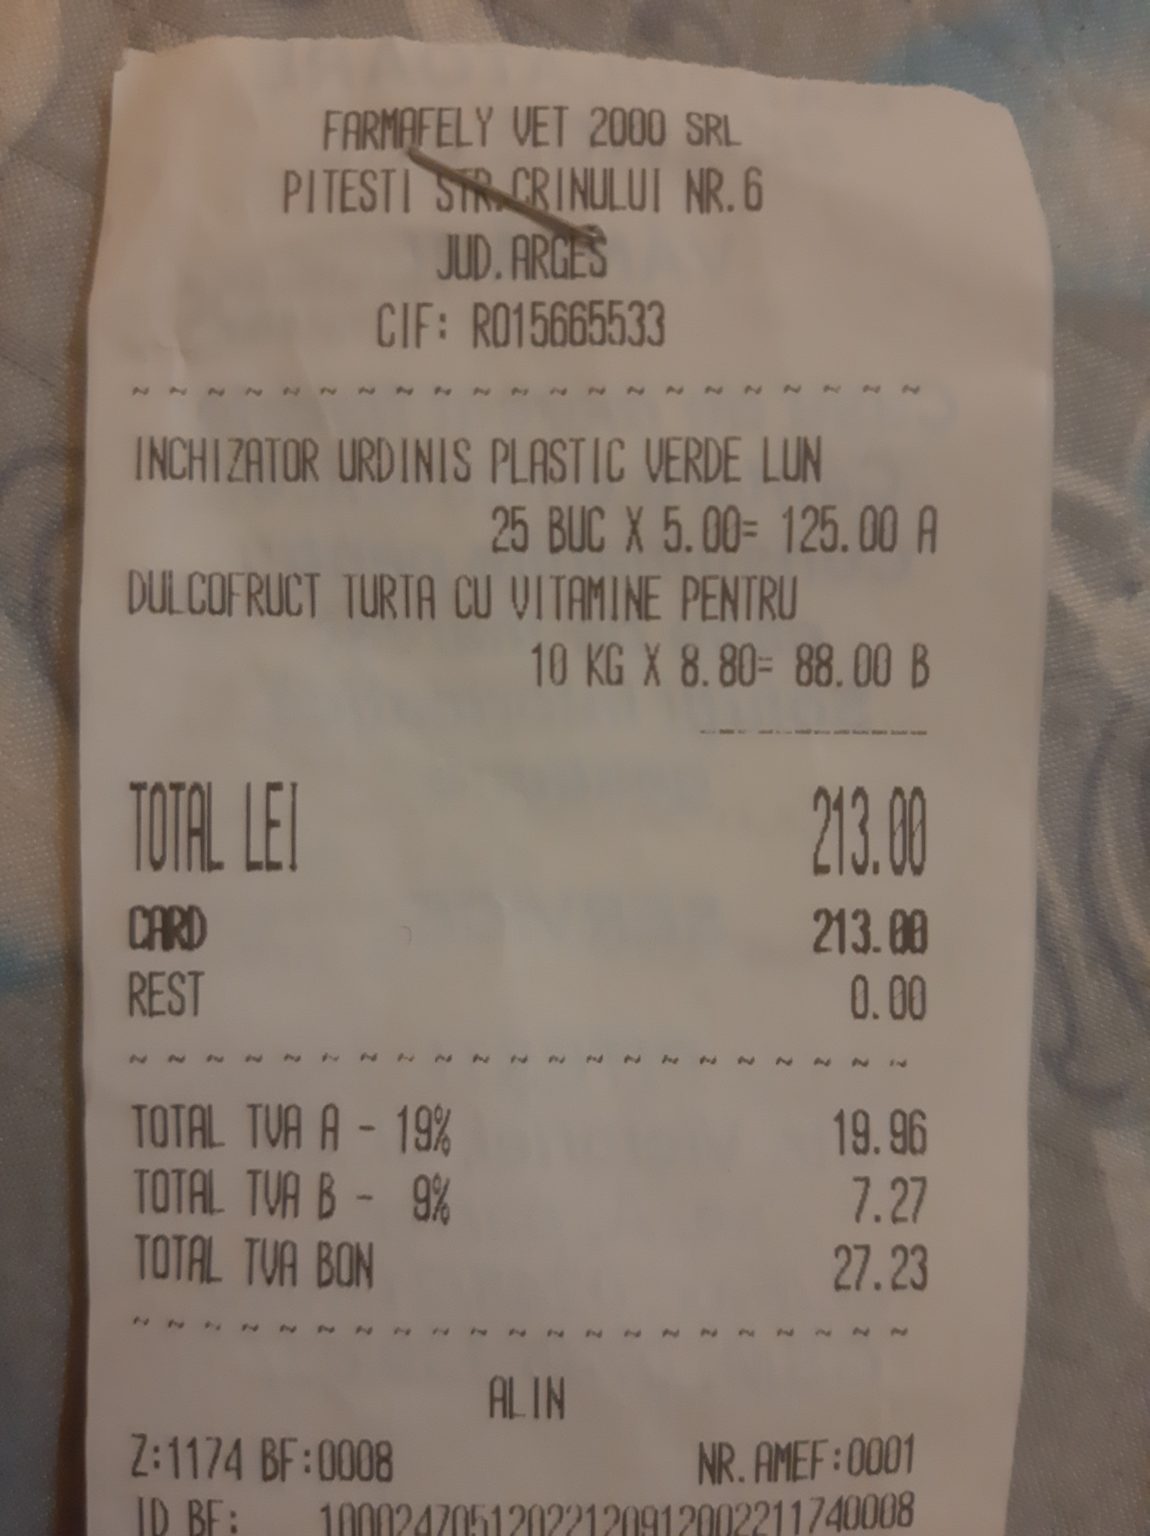 FARMAFELY VET 2000 SRL
PITESTI STR.CRINULUI NR.6
JUD.ARGES
CIF: RO15665533
~ ~ ~ ~ ~ ~ ~ ~ ~ ~ ~ ~ ~ ~ ~ ~ ~ ~ ~ ~ ~
INCHIZATOR URDINIS PLASTIC VERDE LUN
25 BUC X 5.00= 125.00 A
DULCOFRUCT TURTA CU VITAMINE PENTRU
10 KG X 8.80= 88.00 B
TOTAL LEI 213.00
CARD 213.00
REST 0.00
~ ~ ~ ~ ~ ~ ~ ~ ~ ~ ~ ~ ~ ~ ~ ~ ~ ~ ~ ~ ~
TOTAL TVA A - 19% 19.96
TOTAL TVA B - 9% 7.27
TOTAL TVA BON 27.23
~ ~ ~ ~ ~ ~ ~ ~ ~ ~ ~ ~ ~ ~ ~ ~ ~ ~ ~ ~ ~
ALIN
Z:1174 BF:0008 NR.AMEF:0001
ID BF: 10002470512022120912002211740008